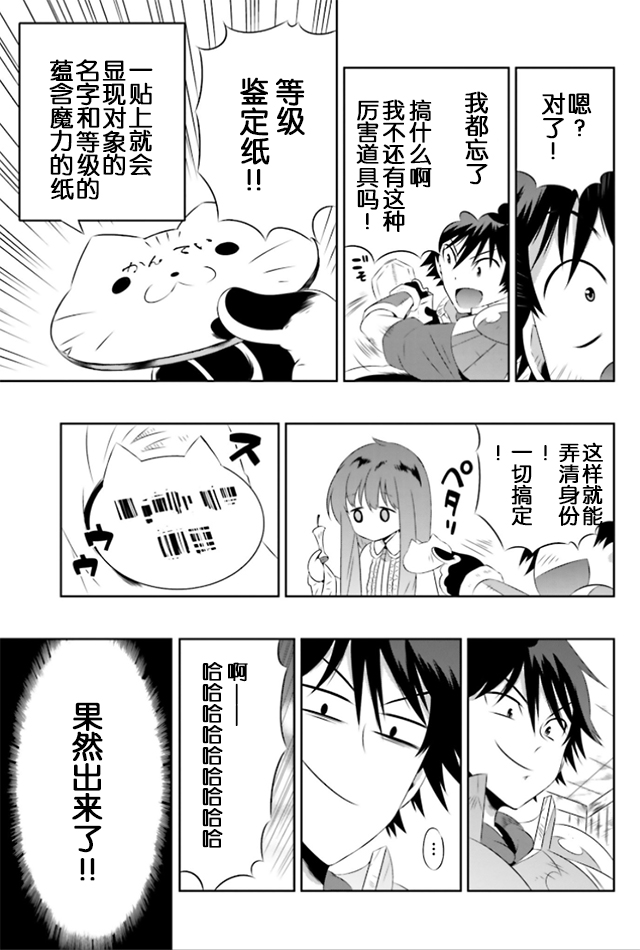 嗯？
对了！
我都忘了
搞什么啊
我不还有这种
厉害道具吗！
等级
鉴定纸！！
一贴上就会
显现对象的
名字和等级的
蕴含魔力的纸
かんてい
ボ
这样就能
弄清身份
！
一切搞定
！
ペタリ
スゥゥ
…
啊——
哈哈哈哈哈哈哈哈哈
果然出来了！！